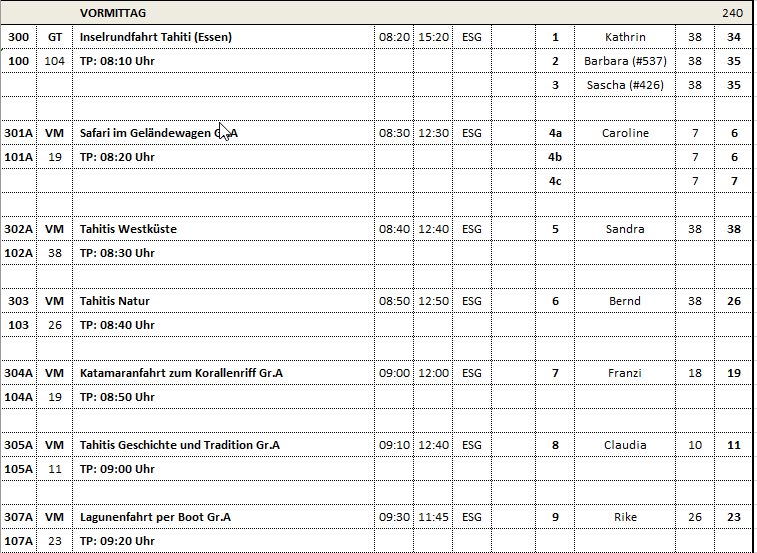 VORMITTAG 240
300 GT Inselrundfahrt Tahiti (Essen) 08:20 15:20 ESG 1 Kathrin 38 34
100 104 TP: 08:10 Uhr 2 Barbara (#537) 38 35
3 Sascha (#426) 38 35
301A VM Safari im Geländewagen Gr.A 08:30 12:30 ESG 4a Caroline 7 6
101A 19 TP: 08:20 Uhr 4b 7 6
4c 7 7
302A VM Tahitis Westküste 08:40 12:40 ESG 5 Sandra 38 38
102A 38 TP: 08:30 Uhr
303 VM Tahitis Natur 08:50 12:50 ESG 6 Bernd 38 26
103 26 TP: 08:40 Uhr
304A VM Katamaranfahrt zum Korallenriff Gr.A 09:00 12:00 ESG 7 Franzi 18 19
104A 19 TP: 08:50 Uhr
305A VM Tahitis Geschichte und Tradition Gr.A 09:10 12:40 ESG 8 Claudia 10 11
105A 11 TP: 09:00 Uhr
307A VM Lagunenfahrt per Boot Gr.A 09:30 11:45 ESG 9 Rike 26 23
107A 23 TP: 09:20 Uhr